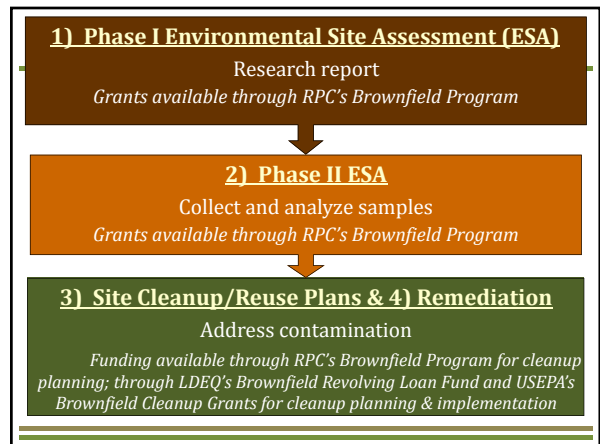 1) Phase I Environmental Site Assessment (ESA)
Research report
Grants available through RPC's Brownfield Program
2) Phase II ESA
Collect and analyze samples
Grants available through RPC's Brownfield Program
3) Site Cleanup/Reuse Plans & 4) Remediation
Address contamination
Funding available through RPC's Brownfield Program for cleanup
planning; through LDEQ's Brownfield Revolving Loan Fund and USEPA's
Brownfield Cleanup Grants for cleanup planning & implementation